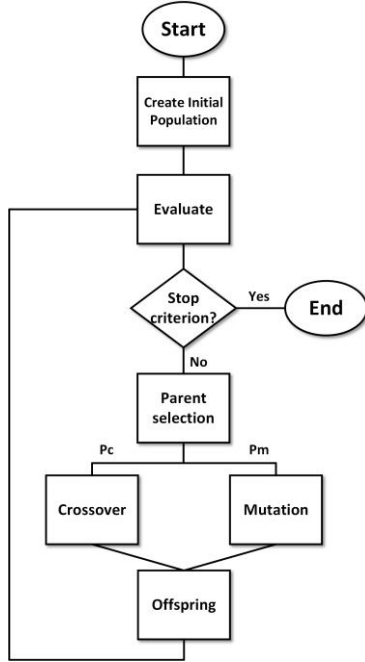 Start
Create Initial
Population
Evaluate
Stop
criterion?
Yes
End
No
Parent
selection
Pc
Pm
Crossover
Mutation
Offspring